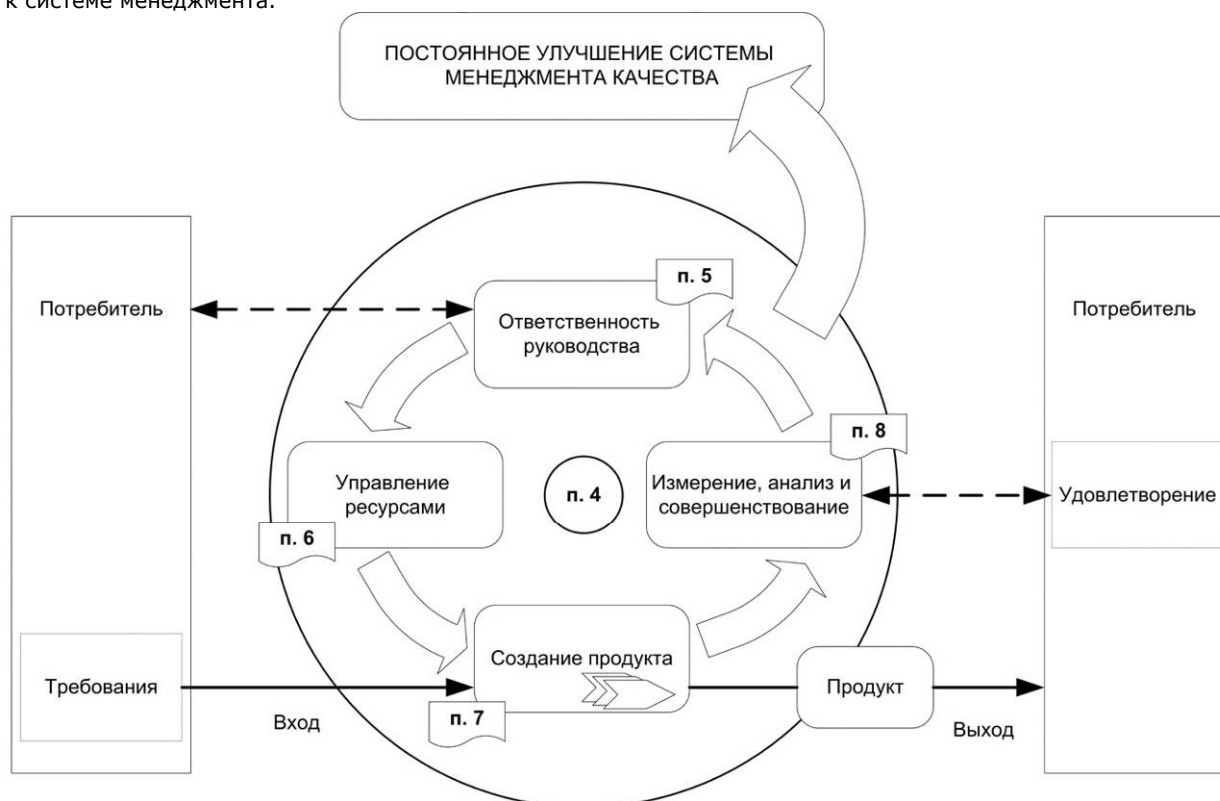 к системе менеджмента.
ПОСТОЯННОЕ УЛУЧШЕНИЕ СИСТЕМЫ
МЕНЕДЖМЕНТА КАЧЕСТВА
п. 5
Потребитель
Ответственность
руководства
Потребитель
п. 8
Управление
ресурсами
п. 4
Измерение, анализ и
совершенствование
Удовлетворение
п. 6
Создание продукта
Требования
Продукт
п. 7
Вход
Выход